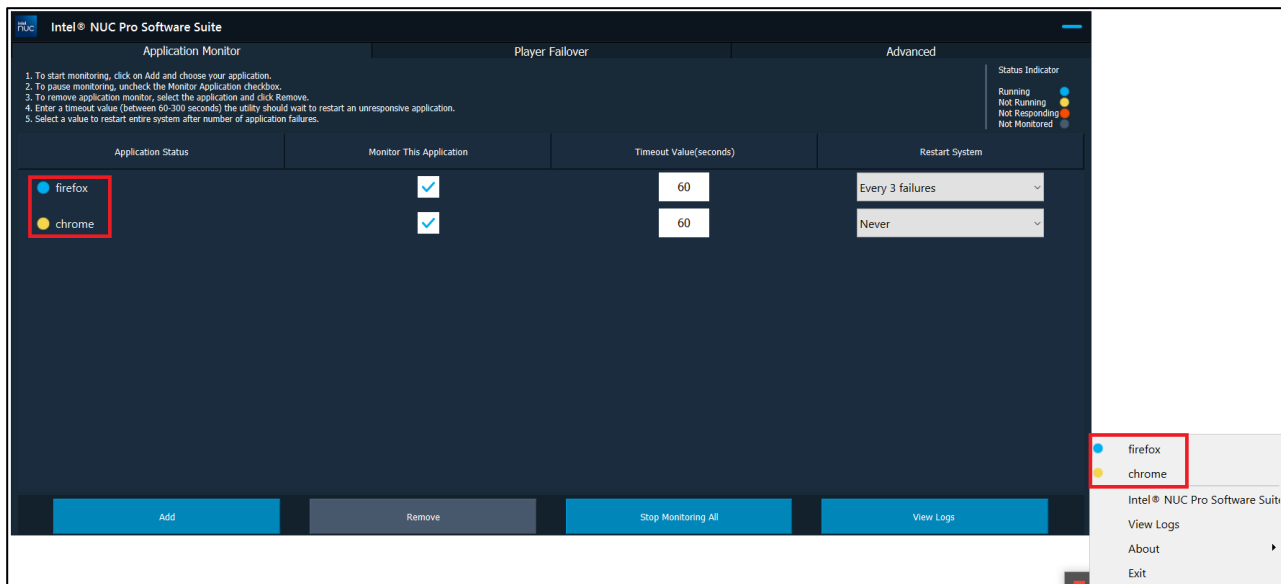 intel NUC Intel® NUC Pro Software Suite
Application Monitor Player Failover Advanced
1. To start monitoring, click on Add and choose your application.
2. To pause monitoring, uncheck the Monitor Application checkbox.
3. To remove application monitor, select the application and click Remove.
4. Enter a timeout value (between 60-300 seconds) the utility should wait to restart an unresponsive application.
5. Select a value to restart entire system after number of application failures.
Status Indicator
Running
Not Running
Not Responding
Not Monitored
Application Status Monitor This Application Timeout Value(seconds) Restart System
firefox 60 Every 3 failures
chrome 60 Never
Add Remove Stop Monitoring All View Logs
firefox
chrome
Intel® NUC Pro Software Suite
View Logs
About
Exit